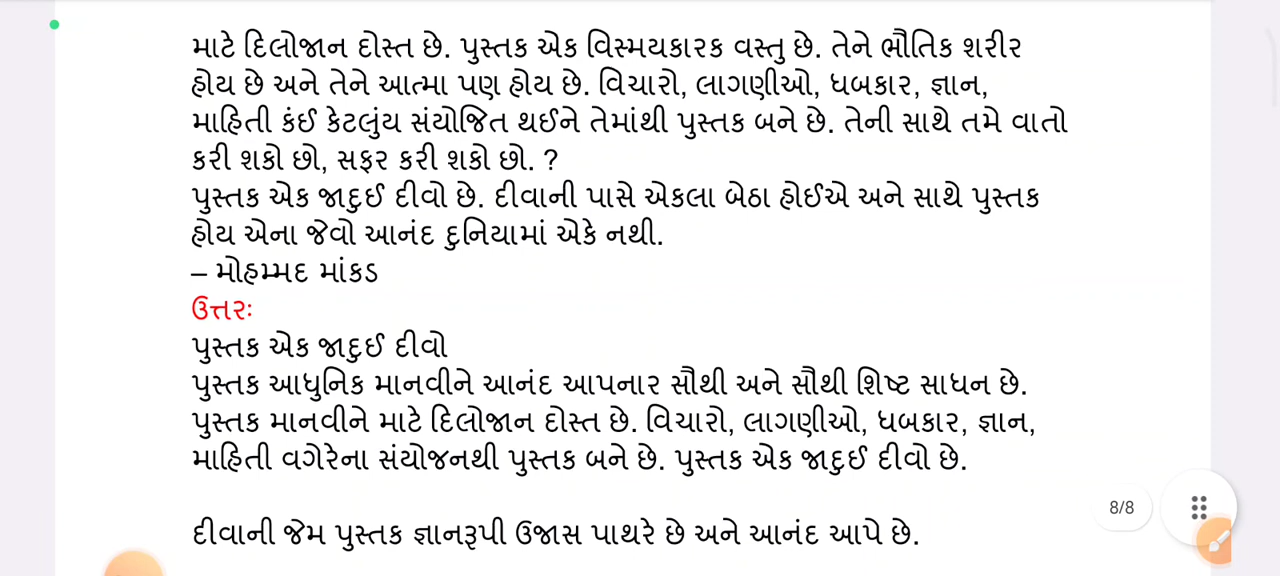 માટે દિલોજાન દોસ્ત છે. પુસ્તક એક વિસ્મયકારક વસ્તુ છે. તેને ભૌતિક શરીર
હોય છે અને તેને આત્મા પણ હોય છે. વિચારો, લાગણીઓ, ધબકાર, જ્ઞાન,
માહિતી કંઈ કેટલુંય સંયોજિત થઈને તેમાંથી પુસ્તક બને છે. તેની સાથે તમે વાતો
કરી શકો છો, સફર કરી શકો છો. ?
પુસ્તક એક જાદુઈ દીવો છે. દીવાની પાસે એકલા બેઠા હોઈએ અને સાથે પુસ્તક
હોય એના જેવો આનંદ દુનિયામાં એકે નથી.
– મોહમ્મદ માંકડ
ઉત્તરઃ
પુસ્તક એક જાદુઈ દીવો
પુસ્તક આધુનિક માનવીને આનંદ આપનાર સૌથી અને સૌથી શિષ્ટ સાધન છે.
પુસ્તક માનવીને માટે દિલોજાન દોસ્ત છે. વિચારો, લાગણીઓ, ધબકાર, જ્ઞાન,
માહિતી વગેરેના સંયોજનથી પુસ્તક બને છે. પુસ્તક એક જાદુઈ દીવો છે.
8/8
દીવાની જેમ પુસ્તક જ્ઞાનરૂપી ઉજાસ પાથરે છે અને આનંદ આપે છે.